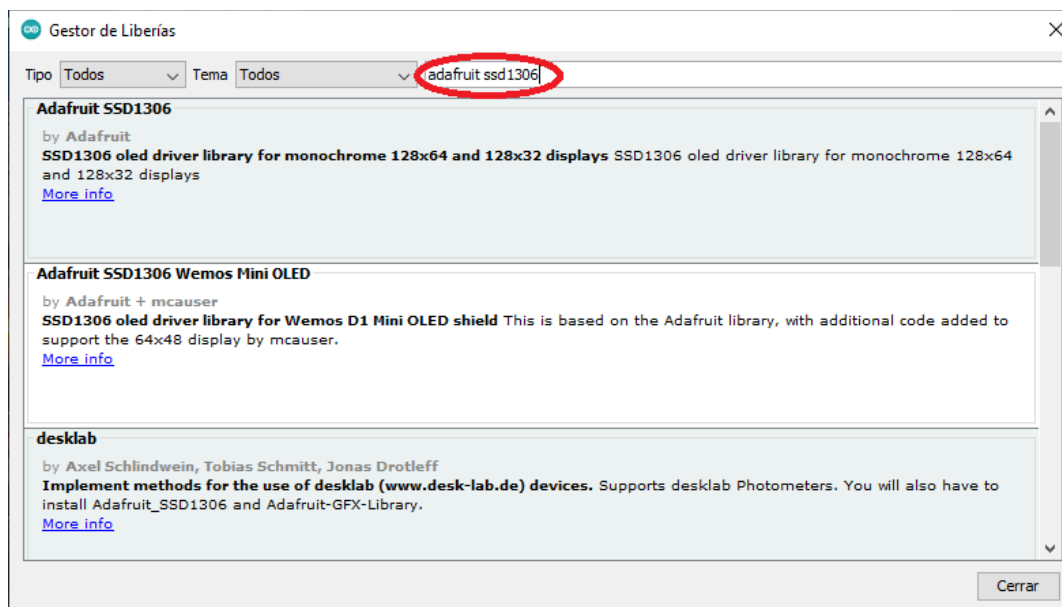 Gestor de Liberías
Tipo Todos Tema Todos adafruit ssd1306
Adafruit SSD1306
by Adafruit
SSD1306 oled driver library for monochrome 128x64 and 128x32 displays SSD1306 oled driver library for monochrome 128x64
and 128x32 displays
More info
Adafruit SSD1306 Wemos Mini OLED
by Adafruit + mcauser
SSD1306 oled driver library for Wemos D1 Mini OLED shield This is based on the Adafruit library, with additional code added to
support the 64x48 display by mcauser.
More info
desklab
by Axel Schlindwein, Tobias Schmitt, Jonas Drotleff
Implement methods for the use of desklab (www.desk-lab.de) devices. Supports desklab Photometers. You will also have to
install Adafruit_SSD1306 and Adafruit-GFX-Library.
More info
Cerrar